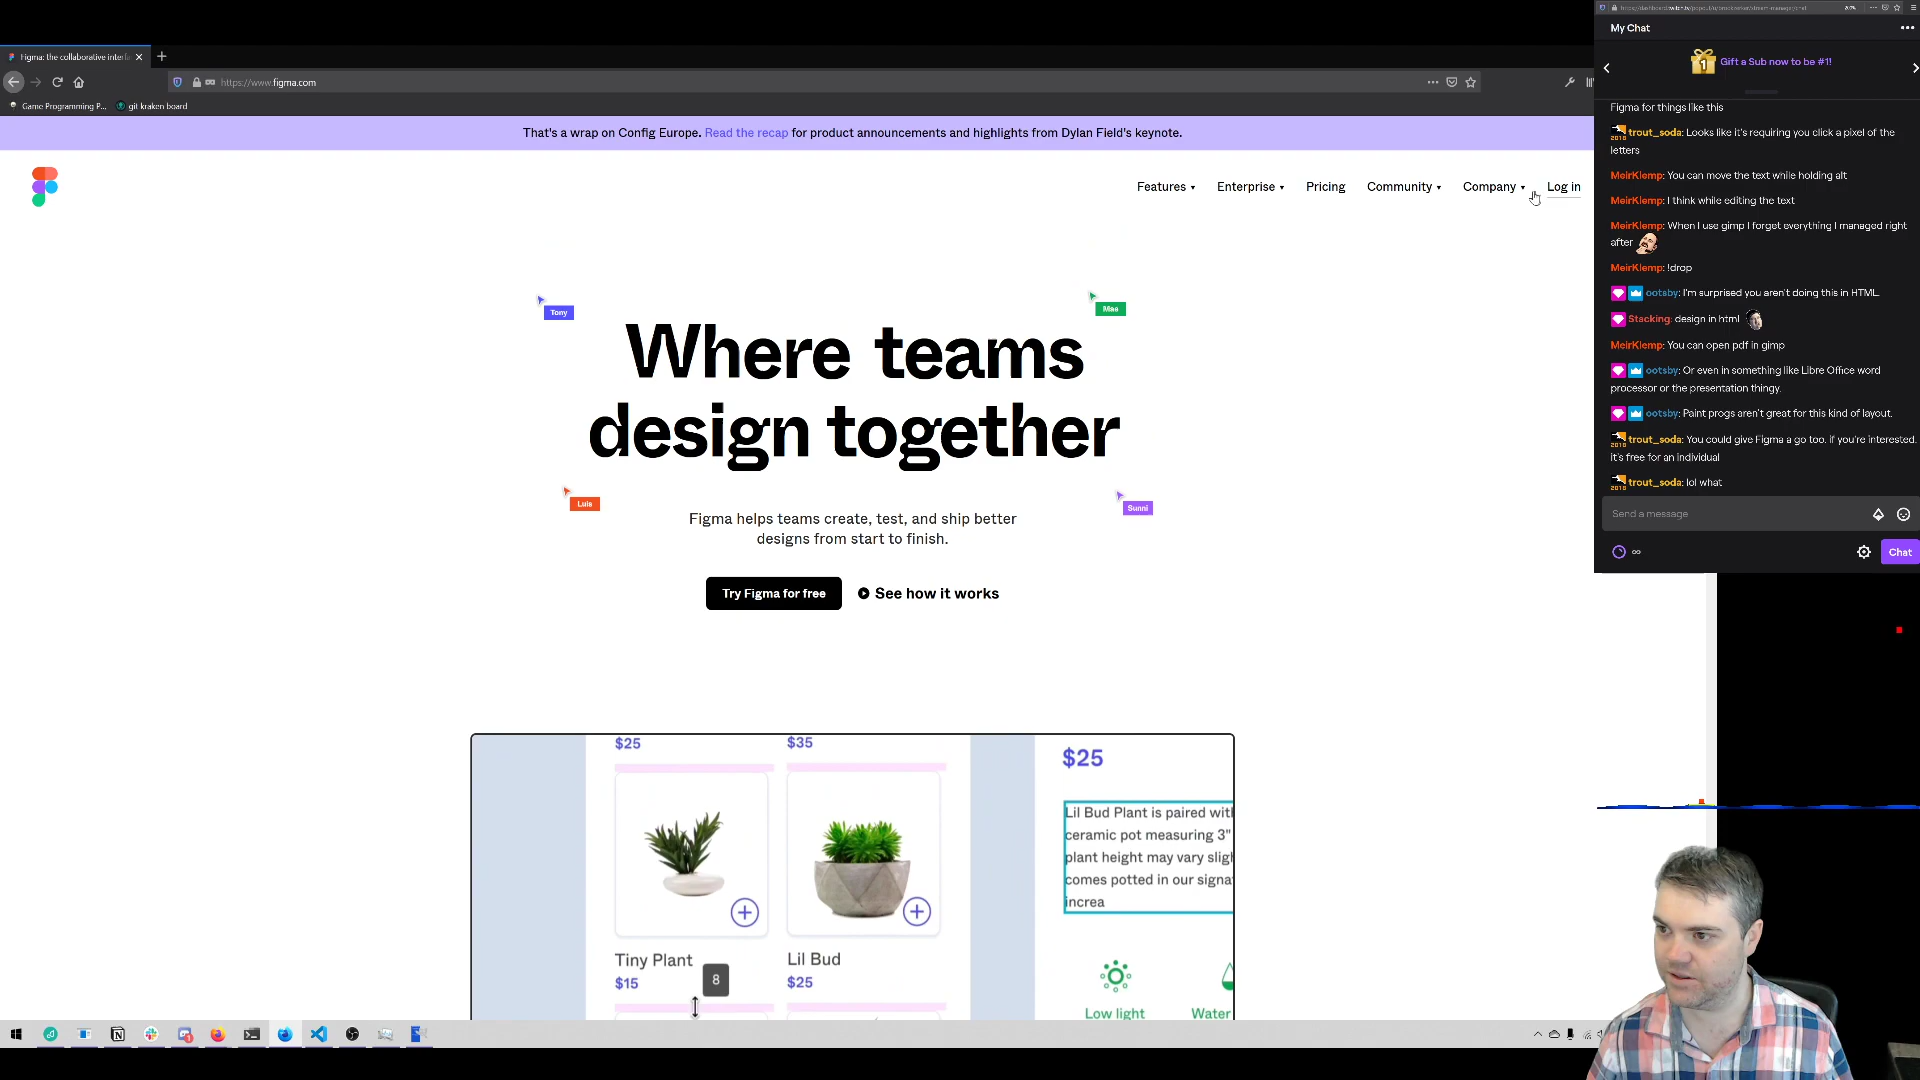 Figma: the collaborative interfa
https://www.figma.com
Game Programming P...
git kraken board
That's a wrap on Config Europe. Read the recap for product announcements and highlights from Dylan Field's keynote.
Features
Enterprise
Pricing
Community
Company
Log in
Tony
Mae
Where teams
design together
Luis
Sunni
Figma helps teams create, test, and ship better
designs from start to finish.
Try Figma for free
See how it works
$25
$35
Tiny Plant
$15
8
Lil Bud
$25
$25
Lil Bud Plant is paired with
ceramic pot measuring 3"
plant height may vary sligh
comes potted in our signa
increa
Low light
Water
My Chat
1
Gift a Sub now to be #1!
Figma for things like this
trout_soda: Looks like it's requiring you click a pixel of the
letters
MeirKlemp: You can move the text while holding alt
MeirKlemp: I think while editing the text
MeirKlemp: When I use gimp I forget everything I managed right
after
MeirKlemp: !drop
ootsby: I'm surprised you aren't doing this in HTML.
Stacking: design in html
MeirKlemp: You can open pdf in gimp
ootsby: Or even in something like Libre Office word
processor or the presentation thingy.
ootsby: Paint progs aren't great for this kind of layout.
trout_soda: You could give Figma a go too. if you're interested.
it's free for an individual
trout_soda: lol what
Send a message
Chat